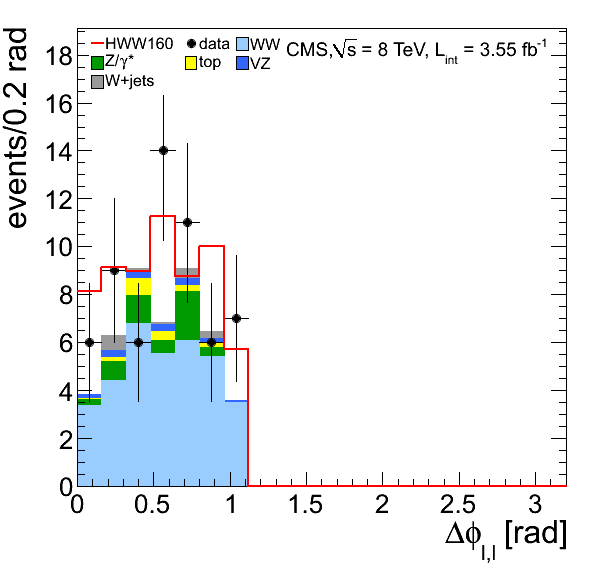 HWW160 data WW CMS,√s = 8 TeV, L_int = 3.55 fb⁻¹
Z/γ* top VZ
W+jets
events/0.2 rad
18
16
14
12
10
8
6
4
2
0
0 0.5 1 1.5 2 2.5 3
Δϕ_l,l [rad]